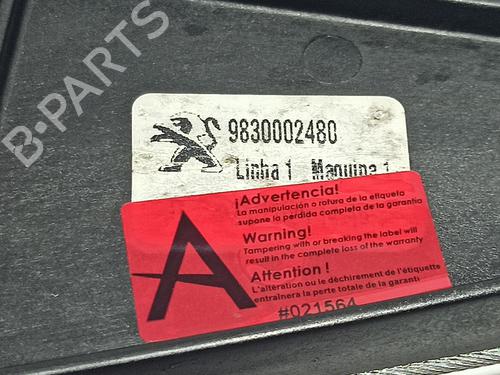 B-PARTS
9830002480
Linha 1 Maquina 1
¡Advertencia!
La manipulación o rotura de la etiqueta
supone la pérdida completa de la garantía
Warning!
Tampering with or breaking the label will
result in the complete loss of the warranty
A
Attention !
L'altération ou le déchirement de l'étiquette
entraînera la perte totale de la garanti
#021564